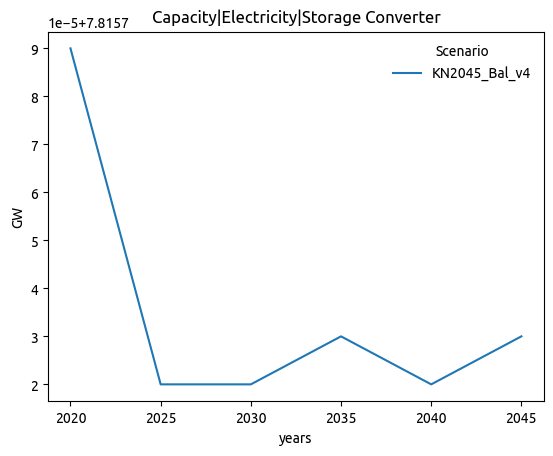 Capacity|Electricity|Storage Converter
1e-5+7.8157
9
8
7
6
5
4
3
2
GW
Scenario
KN2045_Bal_v4
2020 2025 2030 2035 2040 2045
years